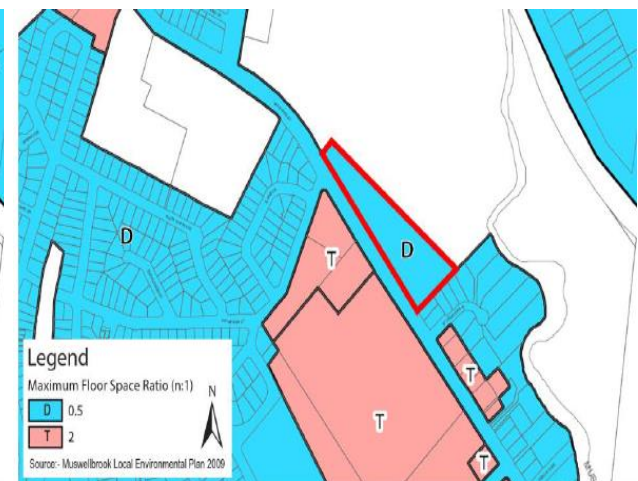 D
T
D
T
T
T
Legend
Maximum Floor Space Ratio (n:1)
N
D 0.5
T 2
Source:- Muswellbrook Local Environmental Plan 2009